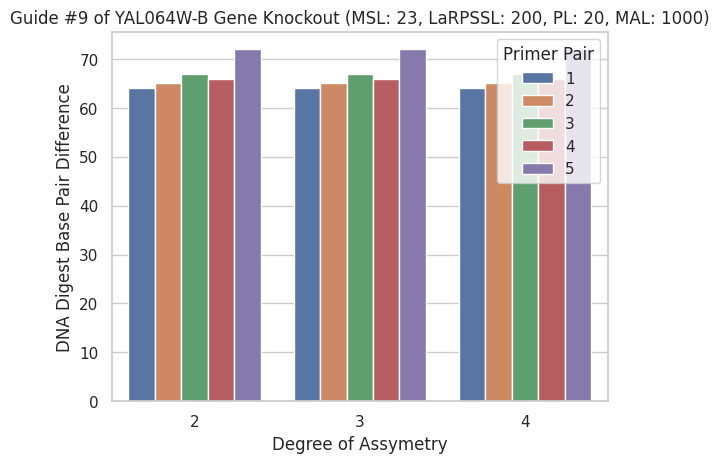 Guide #9 of YAL064W-B Gene Knockout (MSL: 23, LaRPSSL: 200, PL: 20, MAL: 1000)
DNA Digest Base Pair Difference
70
60
50
40
30
20
10
0
Primer Pair
1
2
3
4
5
2 3 4
Degree of Assymetry